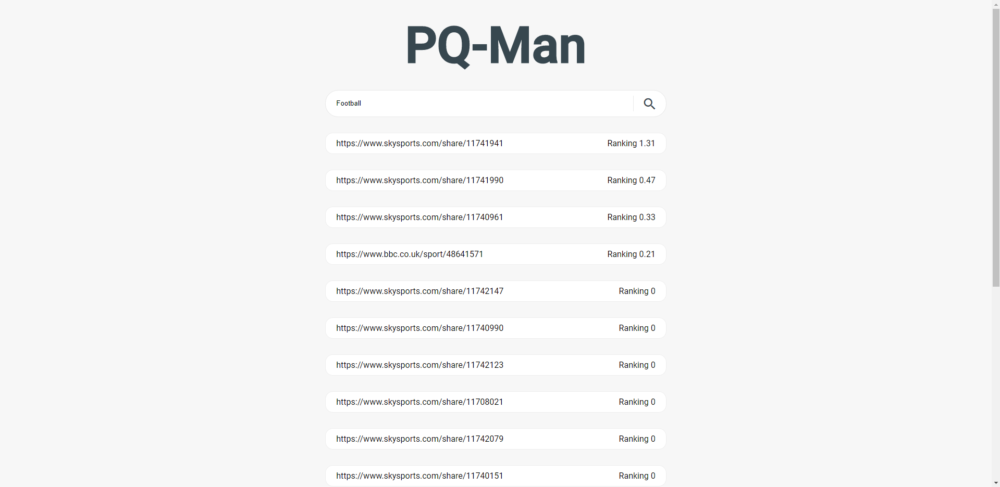 PQ-Man
Football
https://www.skysports.com/share/11741941 Ranking 1.31
https://www.skysports.com/share/11741990 Ranking 0.47
https://www.skysports.com/share/11740961 Ranking 0.33
https://www.bbc.co.uk/sport/48641571 Ranking 0.21
https://www.skysports.com/share/11742147 Ranking 0
https://www.skysports.com/share/11740990 Ranking 0
https://www.skysports.com/share/11742123 Ranking 0
https://www.skysports.com/share/11708021 Ranking 0
https://www.skysports.com/share/11742079 Ranking 0
https://www.skysports.com/share/11740151 Ranking 0